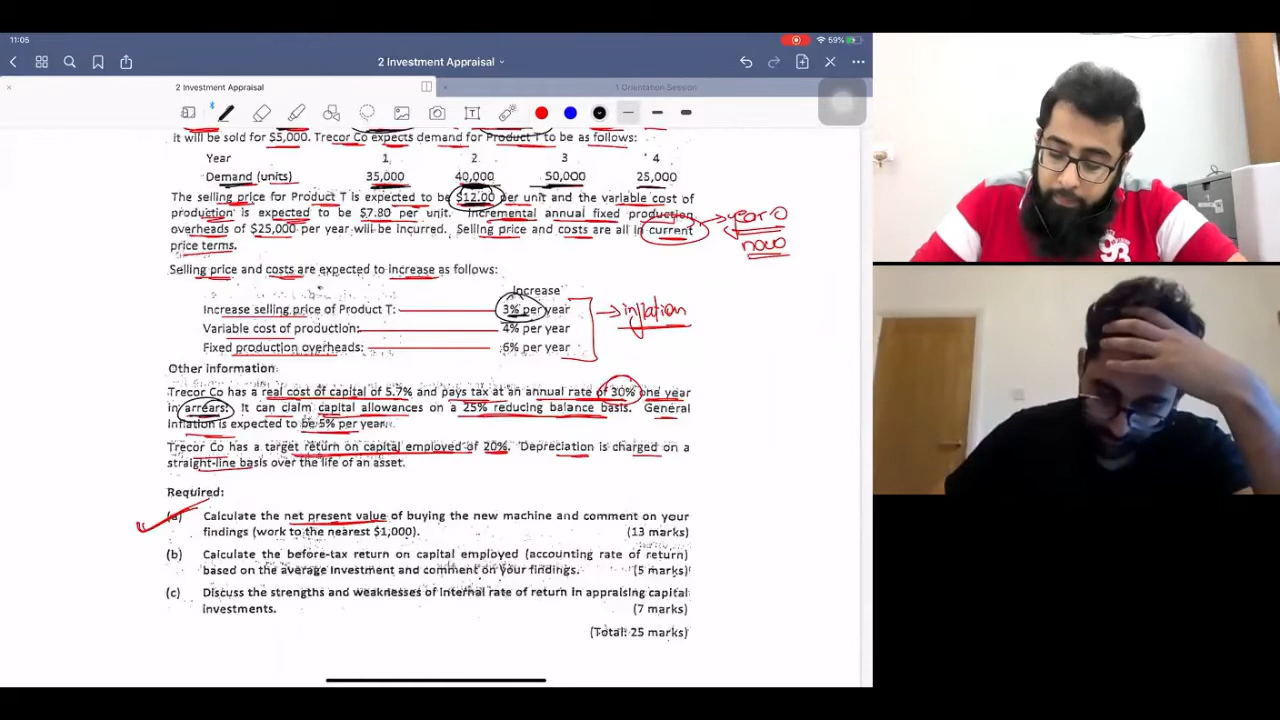 11:05
59%
2 Investment Appraisal
2 Investment Appraisal
1 Orientation Session
it will be sold for $5,000. Trecor Co expects demand for Product T to be as follows:
Year 1 2 3 4
Demand (units) 35,000 40,000 50,000 25,000
The selling price for Product T is expected to be $12.00 per unit and the variable cost of
production is expected to be $7.80 per unit. Incremental annual fixed production
overheads of $25,000 per year will be incurred. Selling price and costs are all in current
price terms.
year 0
now
Selling price and costs are expected to increase as follows:
Increase
Increase selling price of Product T: 3% per year
Variable cost of production: 4% per year
Fixed production overheads: 6% per year
inflation
Other information
Trecor Co has a real cost of capital of 5.7% and pays tax at an annual rate of 30% one year
in arrears. It can claim capital allowances on a 25% reducing balance basis. General
inflation is expected to be 5% per year.
Trecor Co has a target return on capital employed of 20%. Depreciation is charged on a
straight-line basis over the life of an asset.
Required:
(a) Calculate the net present value of buying the new machine and comment on your
findings (work to the nearest $1,000). (13 marks)
(b) Calculate the before-tax return on capital employed (accounting rate of return)
based on the average investment and comment on your findings. (5 marks)
(c) Discuss the strengths and weaknesses of internal rate of return in appraising capital
investments. (7 marks)
(Total: 25 marks)